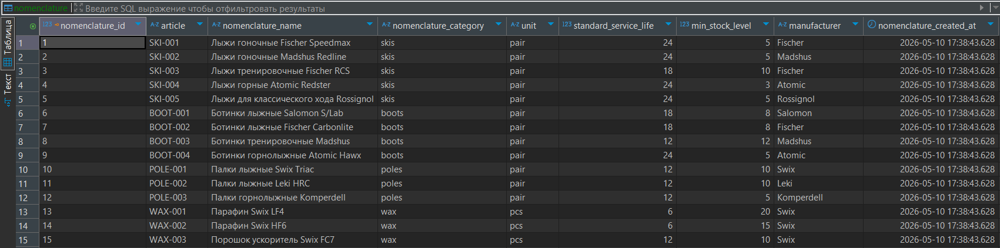 nomenclature Введите SQL выражение чтобы отфильтровать результаты
Таблица
Текст
123 nomenclature_id A-Z article A-Z nomenclature_name A-Z nomenclature_category A-Z unit 123 standard_service_life 123 min_stock_level A-Z manufacturer nomenclature_created_at
1 1 SKI-001 Лыжи гоночные Fischer Speedmax skis pair 24 5 Fischer 2026-05-10 17:38:43.628
2 2 SKI-002 Лыжи гоночные Madshus Redline skis pair 24 5 Madshus 2026-05-10 17:38:43.628
3 3 SKI-003 Лыжи тренировочные Fischer RCS skis pair 18 10 Fischer 2026-05-10 17:38:43.628
4 4 SKI-004 Лыжи горные Atomic Redster skis pair 24 3 Atomic 2026-05-10 17:38:43.628
5 5 SKI-005 Лыжи для классического хода Rossignol skis pair 24 5 Rossignol 2026-05-10 17:38:43.628
6 6 BOOT-001 Ботинки лыжные Salomon S/Lab boots pair 18 8 Salomon 2026-05-10 17:38:43.628
7 7 BOOT-002 Ботинки лыжные Fischer Carbonlite boots pair 18 8 Fischer 2026-05-10 17:38:43.628
8 8 BOOT-003 Ботинки тренировочные Madshus boots pair 12 12 Madshus 2026-05-10 17:38:43.628
9 9 BOOT-004 Ботинки горнолыжные Atomic Hawx boots pair 24 5 Atomic 2026-05-10 17:38:43.628
10 10 POLE-001 Палки лыжные Swix Triac poles pair 12 10 Swix 2026-05-10 17:38:43.628
11 11 POLE-002 Палки лыжные Leki HRC poles pair 12 10 Leki 2026-05-10 17:38:43.628
12 12 POLE-003 Палки горнолыжные Komperdell poles pair 12 5 Komperdell 2026-05-10 17:38:43.628
13 13 WAX-001 Парафин Swix LF4 wax pcs 6 20 Swix 2026-05-10 17:38:43.628
14 14 WAX-002 Парафин Swix HF6 wax pcs 6 15 Swix 2026-05-10 17:38:43.628
15 15 WAX-003 Порошок ускоритель Swix FC7 wax pcs 12 10 Swix 2026-05-10 17:38:43.628